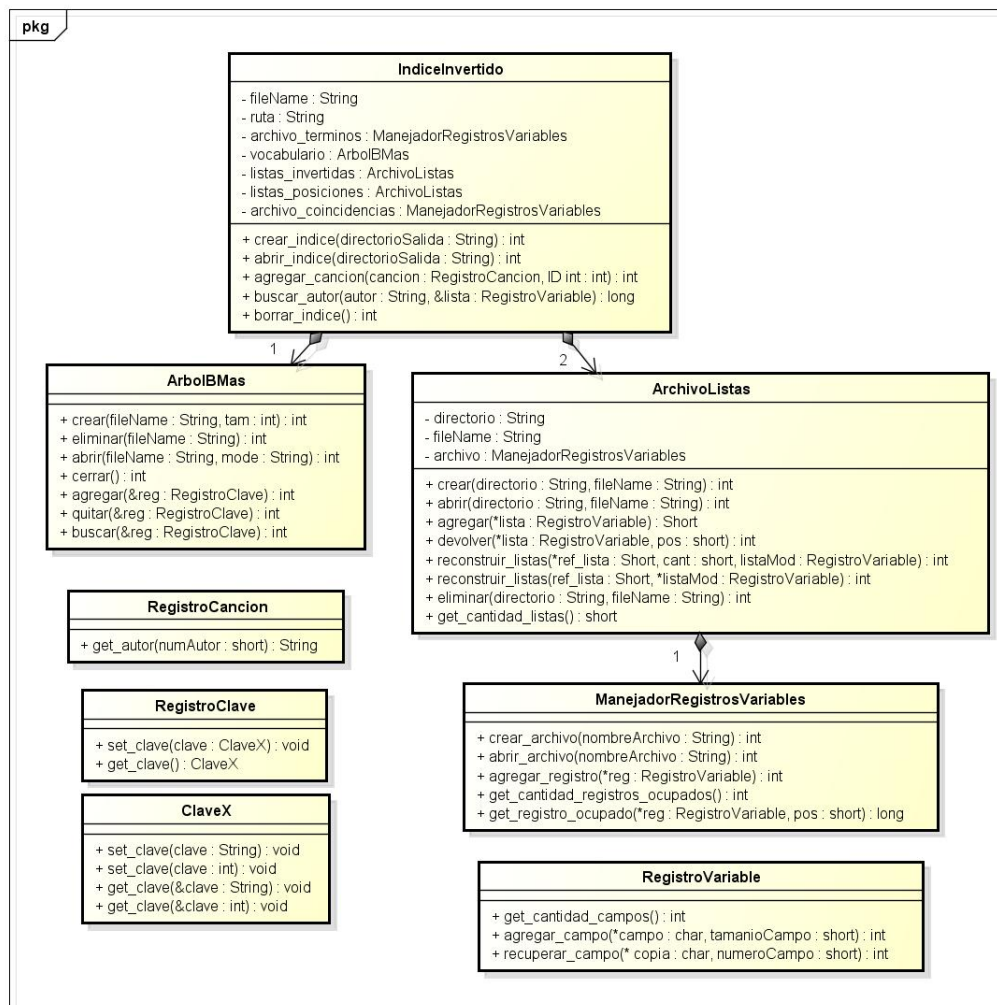 pkg
IndiceInvertido
- fileName : String
- ruta : String
- archivo_terminos : ManejadorRegistrosVariables
- vocabulario : ArbolBMas
- listas_invertidas : ArchivoListas
- listas_posiciones : ArchivoListas
- archivo_coincidencias : ManejadorRegistrosVariables
+ crear_indice(directorioSalida : String) : int
+ abrir_indice(directorioSalida : String) : int
+ agregar_cancion(cancion : RegistroCancion, ID int : int) : int
+ buscar_autor(autor : String, &lista : RegistroVariable) : long
+ borrar_indice() : int
1
2
ArbolBMas
+ crear(fileName : String, tam : int) : int
+ eliminar(fileName : String) : int
+ abrir(fileName : String, mode : String) : int
+ cerrar() : int
+ agregar(&reg : RegistroClave) : int
+ quitar(&reg : RegistroClave) : int
+ buscar(&reg : RegistroClave) : int
ArchivoListas
- directorio : String
- fileName : String
- archivo : ManejadorRegistrosVariables
+ crear(directorio : String, fileName : String) : int
+ abrir(directorio : String, fileName : String) : int
+ agregar(*lista : RegistroVariable) : Short
+ devolver(*lista : RegistroVariable, pos : short) : int
+ reconstruir_listas(*ref_lista : Short, cant : short, listaMod : RegistroVariable) : int
+ reconstruir_listas(ref_lista : Short, *listaMod : RegistroVariable) : int
+ eliminar(directorio : String, fileName : String) : int
+ get_cantidad_listas() : short
1
RegistroCancion
+ get_autor(numAutor : short) : String
RegistroClave
+ set_clave(clave : ClaveX) : void
+ get_clave() : ClaveX
ClaveX
+ set_clave(clave : String) : void
+ set_clave(clave : int) : void
+ get_clave(&clave : String) : void
+ get_clave(&clave : int) : void
ManejadorRegistrosVariables
+ crear_archivo(nombreArchivo : String) : int
+ abrir_archivo(nombreArchivo : String) : int
+ agregar_registro(*reg : RegistroVariable) : int
+ get_cantidad_registros_ocupados() : int
+ get_registro_ocupado(*reg : RegistroVariable, pos : short) : long
RegistroVariable
+ get_cantidad_campos() : int
+ agregar_campo(*campo : char, tamanioCampo : short) : int
+ recuperar_campo(* copia : char, numeroCampo : short) : int